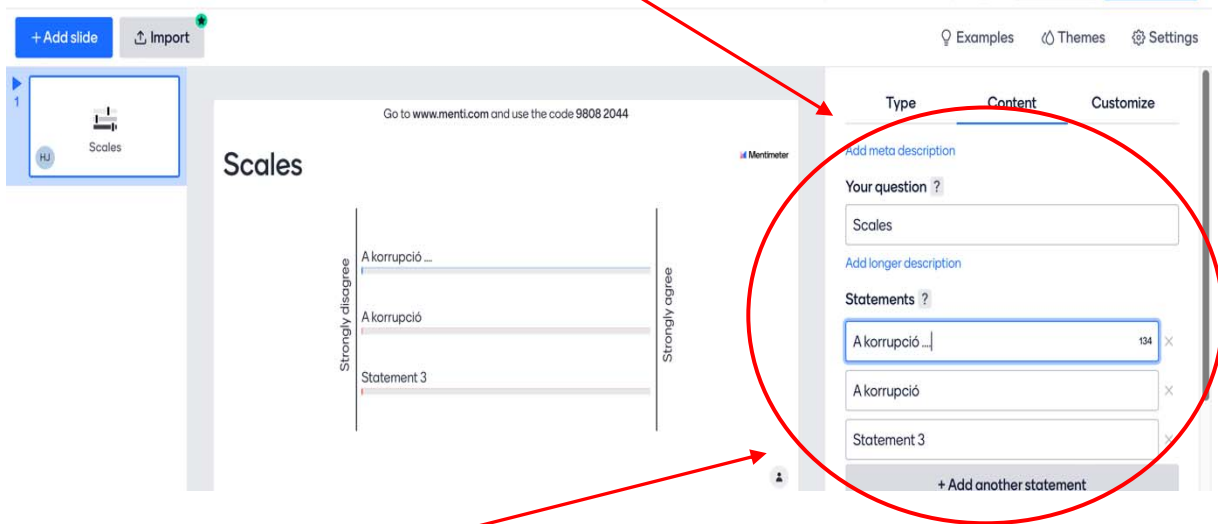 + Add slide
Import
Examples
Themes
Settings
1
HJ
Scales
Go to www.menti.com and use the code 9808 2044
Scales
Mentimeter
Strongly disagree
A korrupció ....
A korrupció
Statement 3
Strongly agree
Type
Content
Customize
Add meta description
Your question ?
Scales
Add longer description
Statements ?
A korrupció .... 134
A korrupció
Statement 3
+ Add another statement